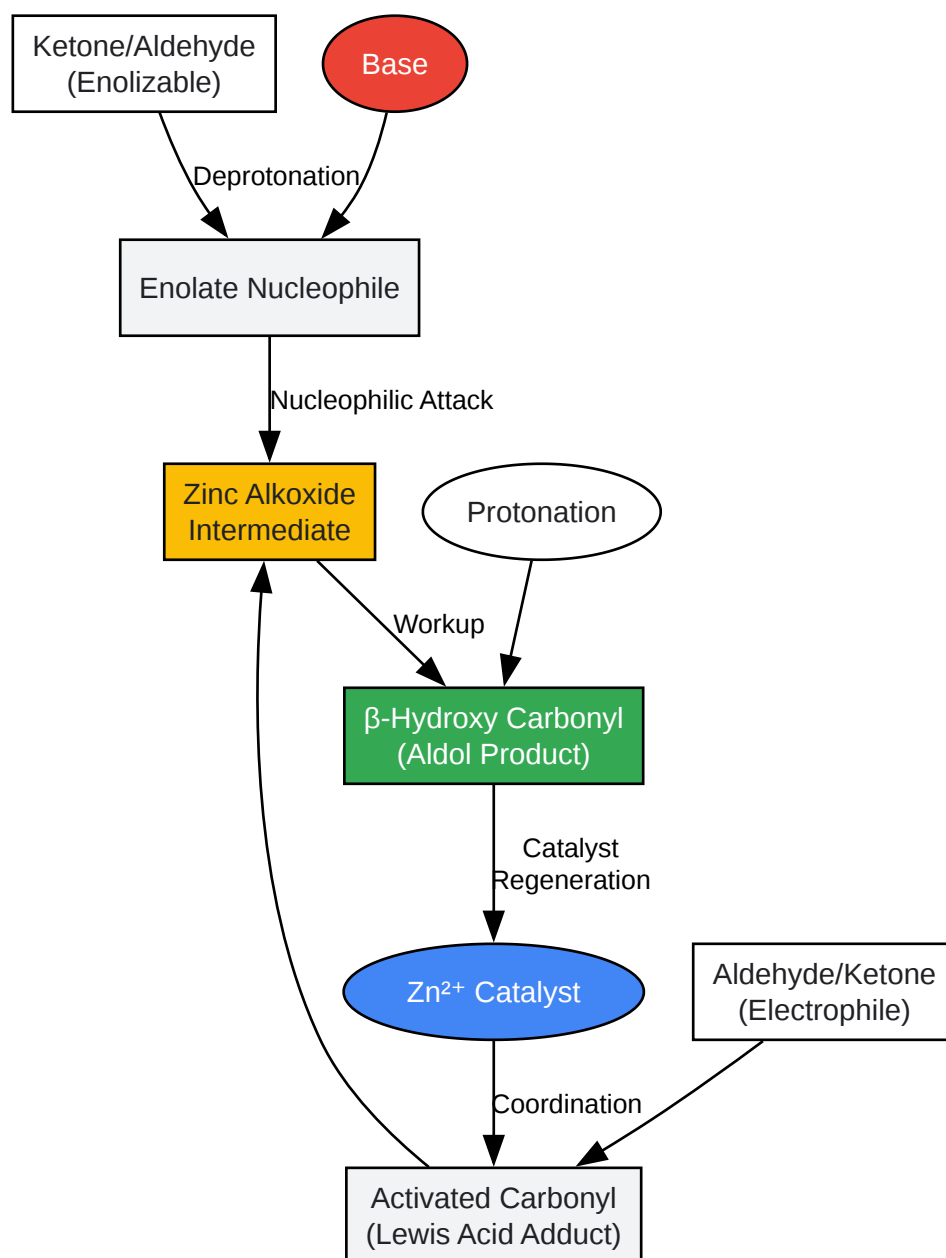 Ketone/Aldehyde
(Enolizable)
Base
Deprotonation
Enolate Nucleophile
Nucleophilic Attack
Zinc Alkoxide
Intermediate
Protonation
Workup
β-Hydroxy Carbonyl
(Aldol Product)
Catalyst
Regeneration
Zn²⁺ Catalyst
Aldehyde/Ketone
(Electrophile)
Coordination
Activated Carbonyl
(Lewis Acid Adduct)